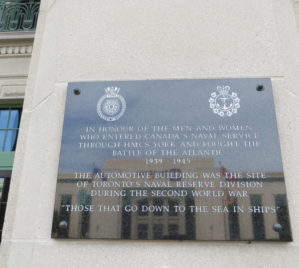 IN HONOUR OF THE MEN AND WOMEN
WHO ENTERED CANADA'S NAVAL SERVICE
THROUGH HMCS YORK AND FOUGHT THE
BATTLE OF THE ATLANTIC
1939 - 1945
THE AUTOMOTIVE BUILDING WAS THE SITE
OF TORONTO'S NAVAL RESERVE DIVISION
DURING THE SECOND WORLD WAR
"THOSE THAT GO DOWN TO THE SEA IN SHIPS"